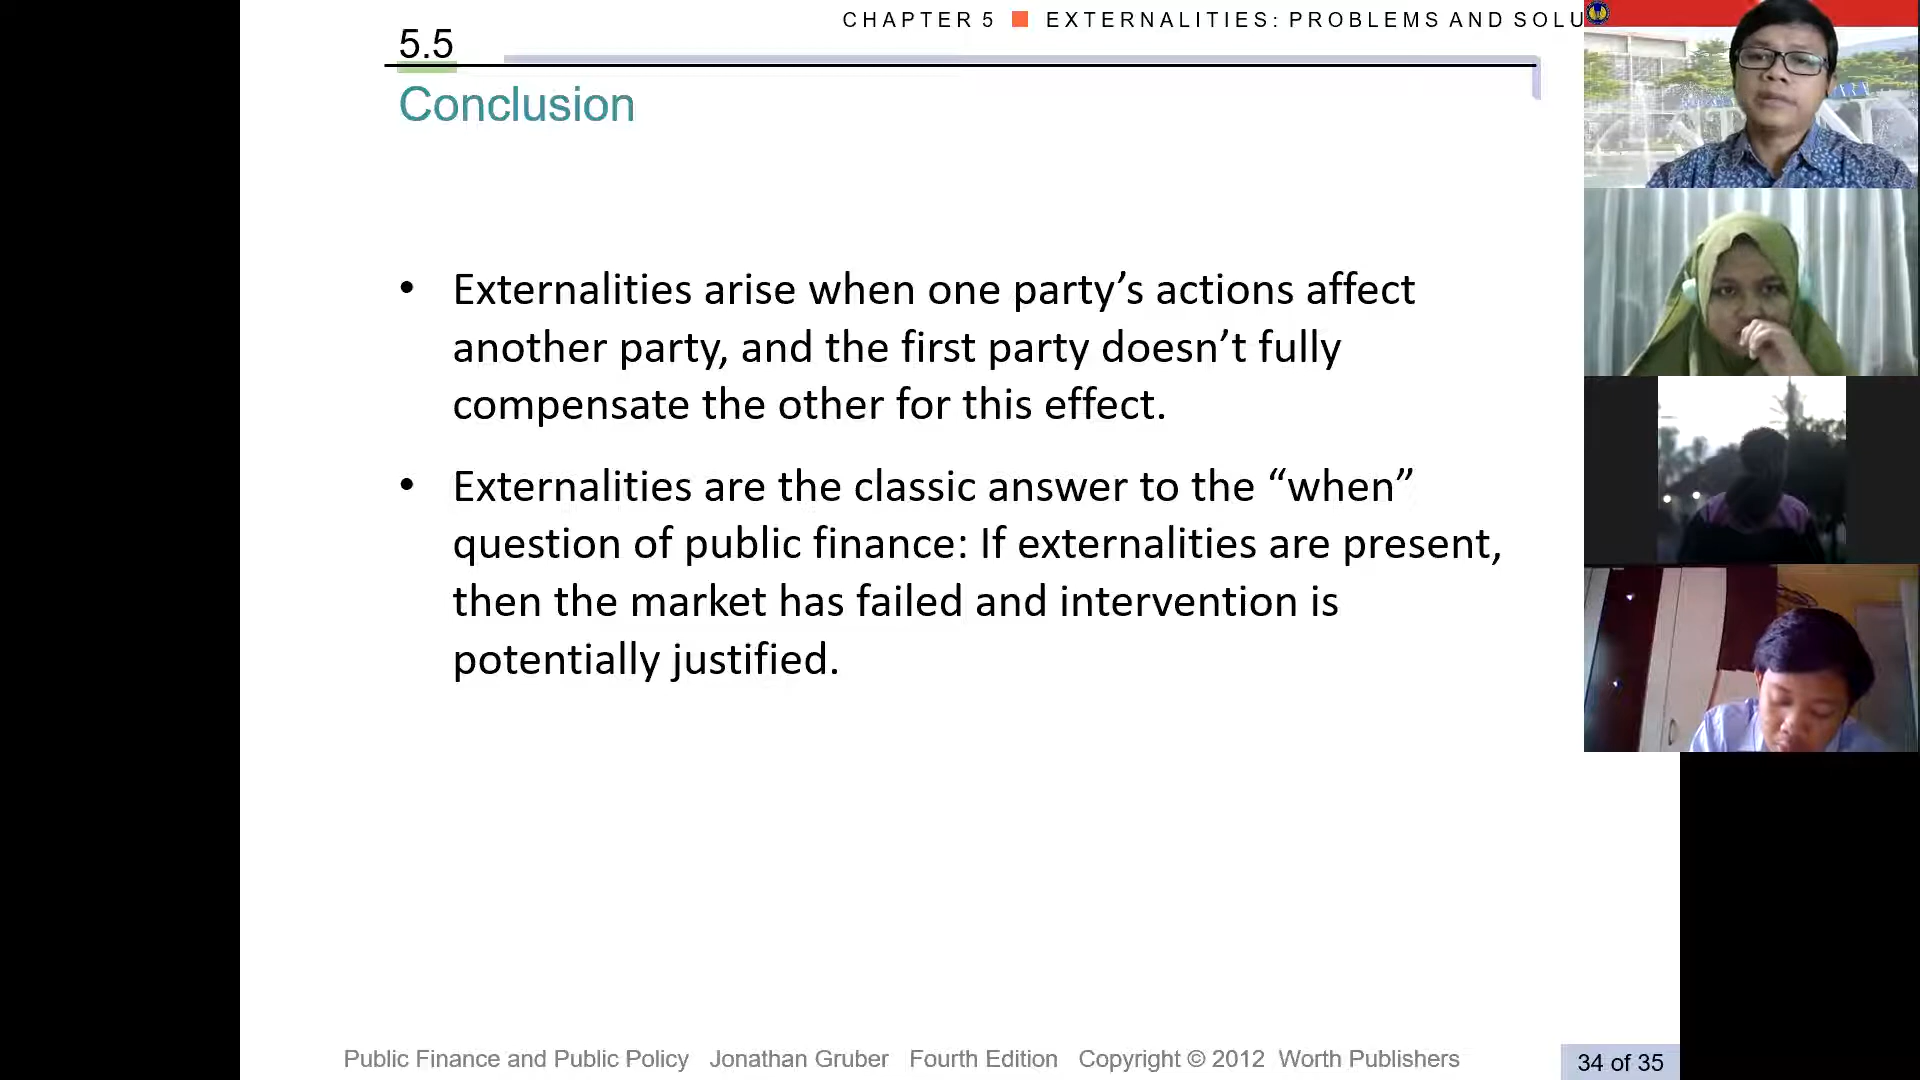 CHAPTER 5 ■ EXTERNALITIES: PROBLEMS AND SOLU
5.5
Conclusion
• Externalities arise when one party’s actions affect
another party, and the first party doesn’t fully
compensate the other for this effect.
• Externalities are the classic answer to the “when”
question of public finance: If externalities are present,
then the market has failed and intervention is
potentially justified.
Public Finance and Public Policy Jonathan Gruber Fourth Edition Copyright © 2012 Worth Publishers
34 of 35